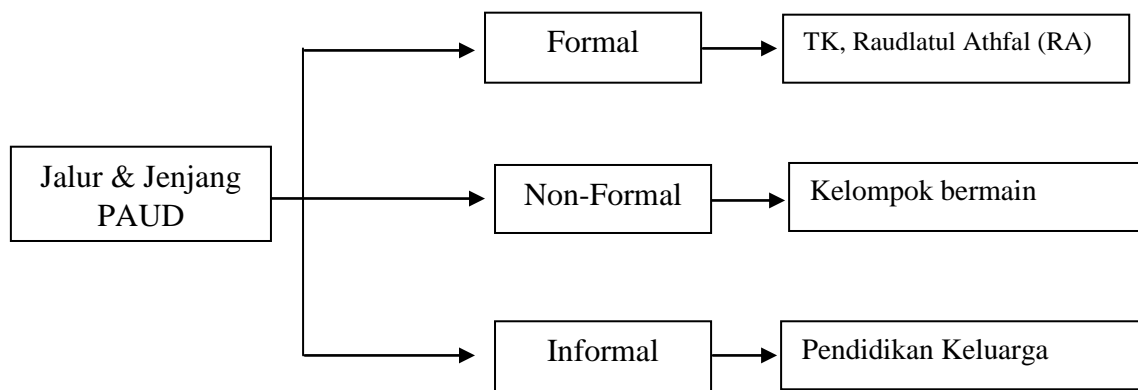 Formal
TK, Raudlatul Athfal (RA)
Jalur & Jenjang
PAUD
Non-Formal
Kelompok bermain
Informal
Pendidikan Keluarga